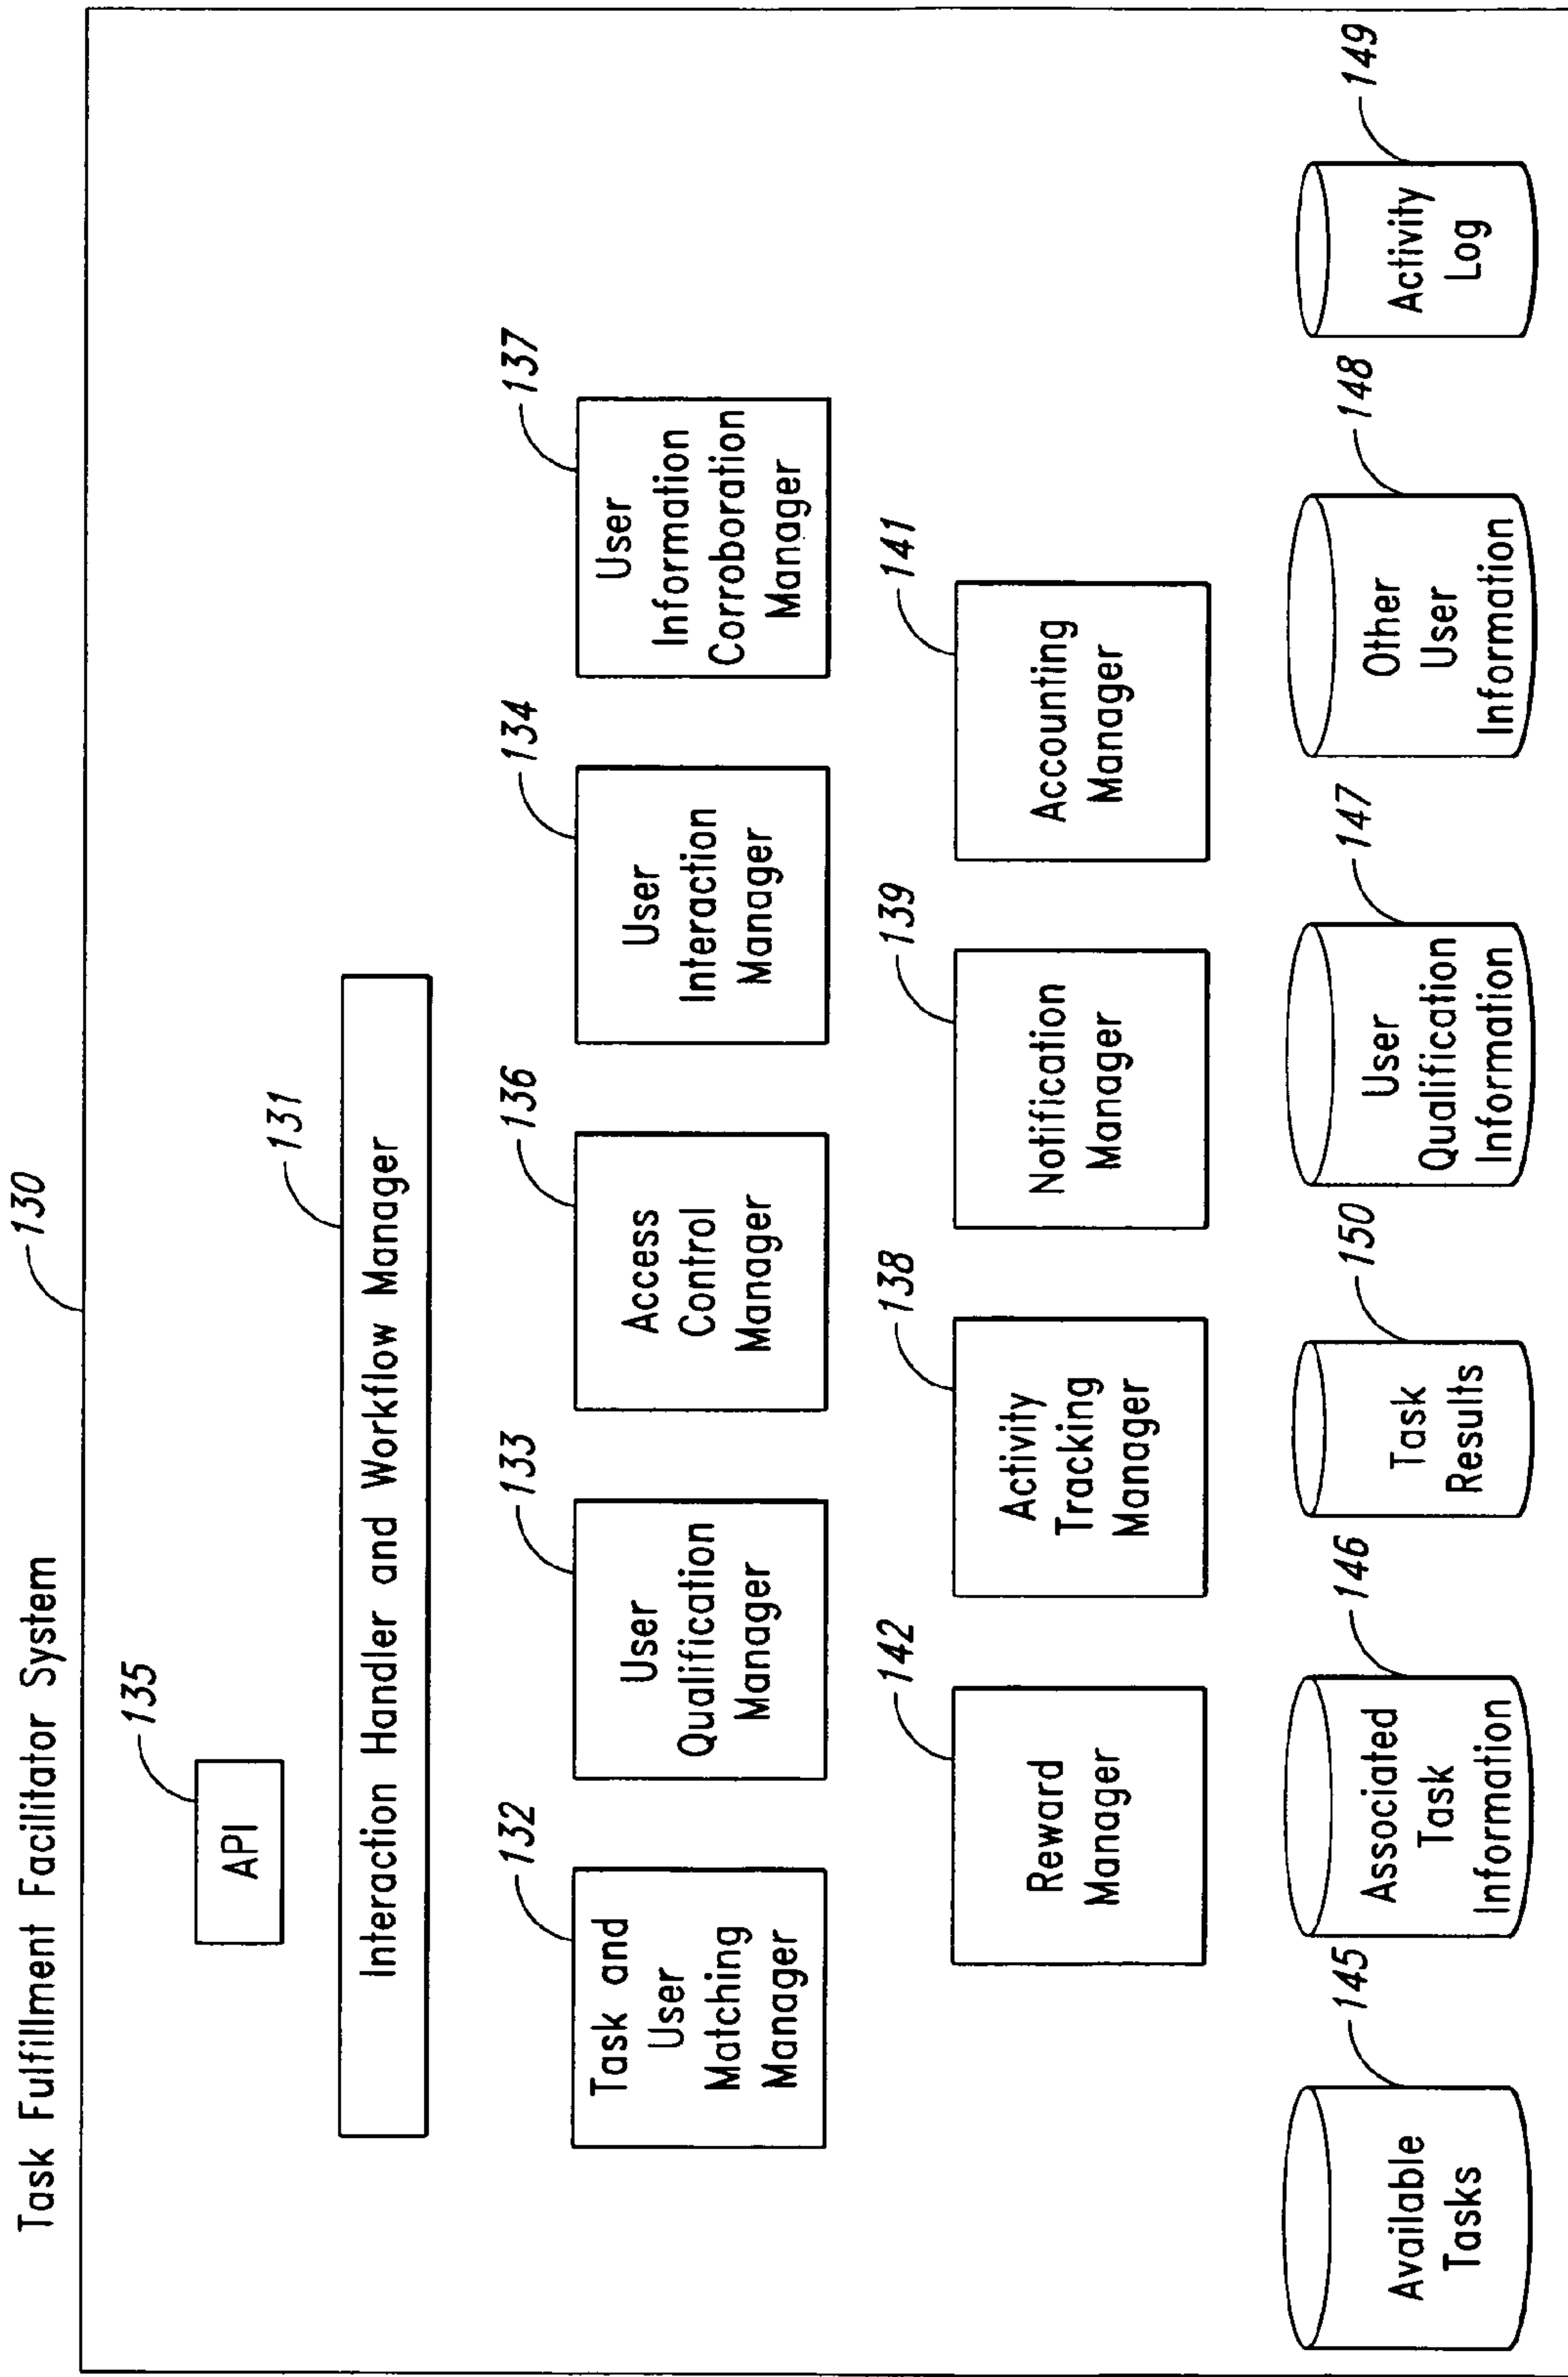 Task Fulfillment Facilitator System
130
135
API
131
Interaction Handler and Workflow Manager
132
Task and
User
Matching
Manager
133
User
Qualification
Manager
136
Access
Control
Manager
134
User
Interaction
Manager
137
User
Information
Corroboration
Manager
142
Reward
Manager
138
Activity
Tracking
Manager
139
Notification
Manager
141
Accounting
Manager
145
Available
Tasks
146
Associated
Task
Information
150
Task
Results
147
User
Qualification
Information
148
Other
User
Information
149
Activity
Log